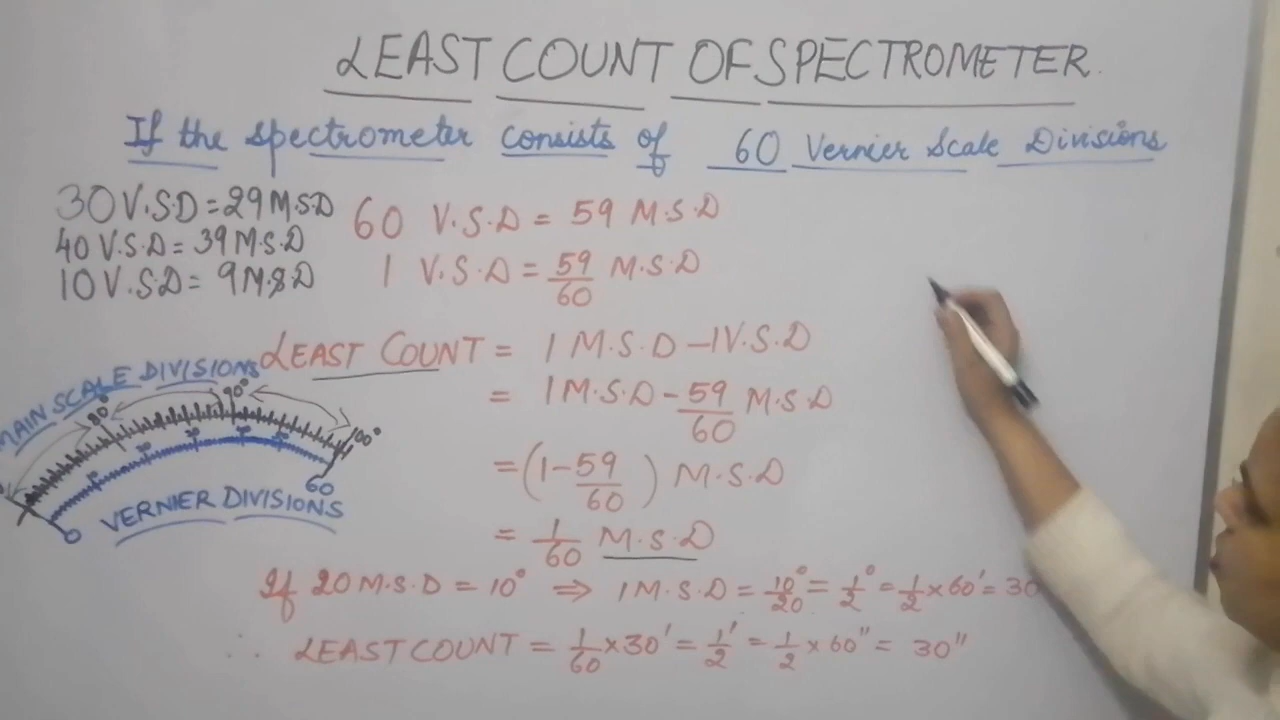 LEAST COUNT OF SPECTROMETER.
If the spectrometer consists of 60 Vernier Scale Divisions
30 V.S.D = 29 M.S.D
40 V.S.D = 39 M.S.D
10 V.S.D = 9 M.S.D
60 V.S.D = 59 M.S.D
1 V.S.D = 59/60 M.S.D
LEAST COUNT = 1 M.S.D - 1 V.S.D
= 1 M.S.D - 59/60 M.S.D
= (1 - 59/60) M.S.D
= 1/60 M.S.D
MAIN SCALE DIVISIONS
80° 90° 100°
0 60
VERNIER DIVISIONS
If 20 M.S.D = 10° ⇒ 1 M.S.D = 10°/20 = 1/2° = 1/2 × 60' = 30
∴ LEAST COUNT = 1/60 × 30' = 1/2' = 1/2 × 60" = 30"